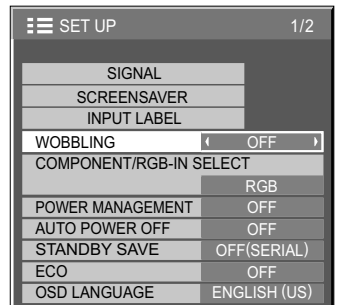 SET UP 1/2
SIGNAL
SCREENSAVER
INPUT LABEL
WOBBLING OFF
COMPONENT/RGB-IN SELECT
RGB
POWER MANAGEMENT OFF
AUTO POWER OFF OFF
STANDBY SAVE OFF(SERIAL)
ECO OFF
OSD LANGUAGE ENGLISH (US)